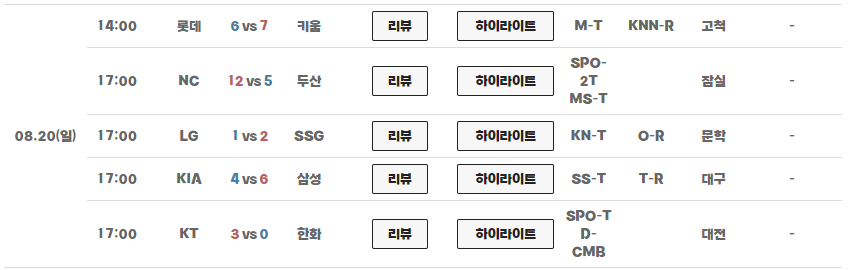 14:00 롯데 6 vs 7 키움 리뷰 하이라이트 M-T KNN-R 고척 -
17:00 NC 12 vs 5 두산 리뷰 하이라이트 SPO-2T MS-T 잠실 -
08.20(일) 17:00 LG 1 vs 2 SSG 리뷰 하이라이트 KN-T O-R 문학 -
17:00 KIA 4 vs 6 삼성 리뷰 하이라이트 SS-T T-R 대구 -
17:00 KT 3 vs 0 한화 리뷰 하이라이트 SPO-T D-CMB 대전 -